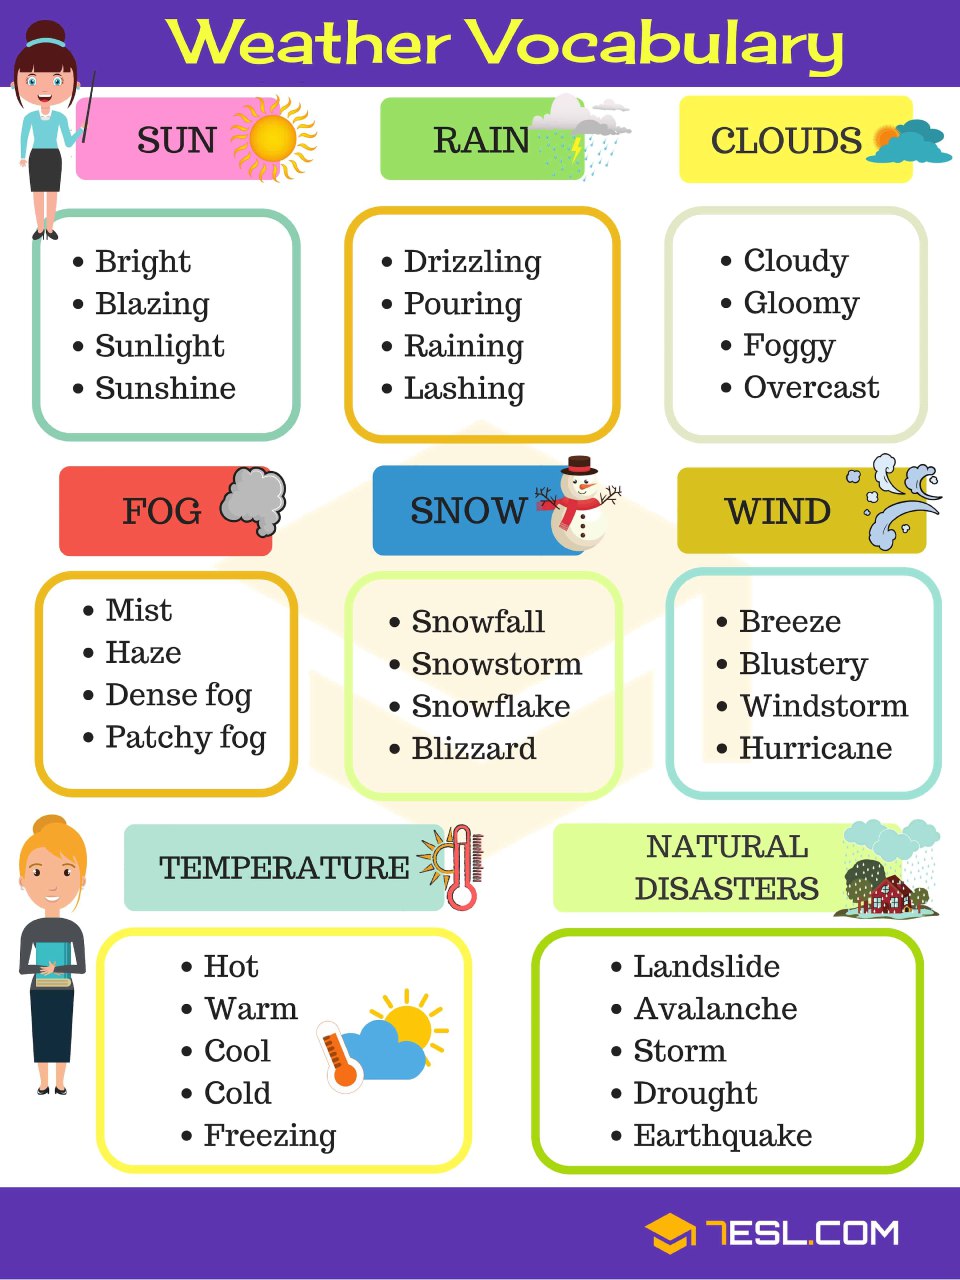 Weather Vocabulary
SUN
• Bright
• Blazing
• Sunlight
• Sunshine
RAIN
• Drizzling
• Pouring
• Raining
• Lashing
CLOUDS
• Cloudy
• Gloomy
• Foggy
• Overcast
FOG
• Mist
• Haze
• Dense fog
• Patchy fog
SNOW
• Snowfall
• Snowstorm
• Snowflake
• Blizzard
WIND
• Breeze
• Blustery
• Windstorm
• Hurricane
TEMPERATURE
• Hot
• Warm
• Cool
• Cold
• Freezing
NATURAL
DISASTERS
• Landslide
• Avalanche
• Storm
• Drought
• Earthquake
7ESL.COM